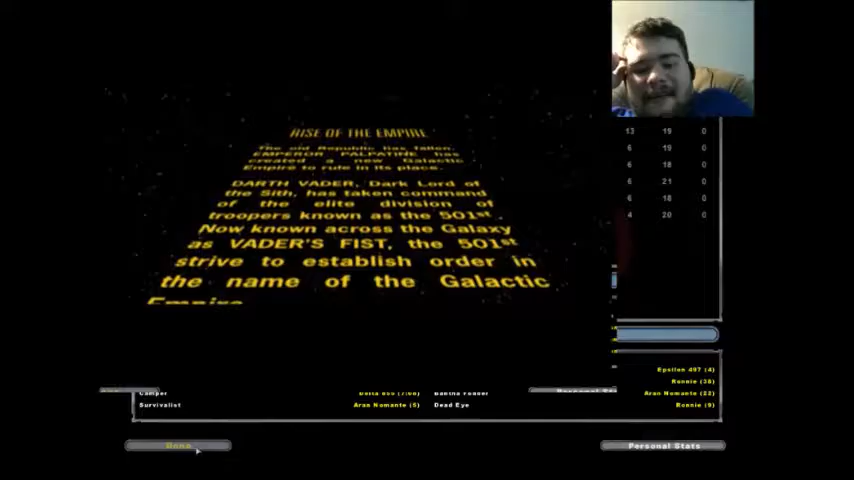 RISE OF THE EMPIRE
The old Republic has fallen.
EMPEROR PALPATINE has
created a new Galactic
Empire to rule in its place.
DARTH VADER, Dark Lord of
the Sith, has taken command
of the elite division of
troopers known as the 501st.
Now known across the Galaxy
as VADER'S FIST, the 501st
strive to establish order in
the name of the Galactic
Empire
13 19 0
6 19 0
6 18 0
6 21 0
6 18 0
4 20 0
Epsilon 497 (4)
Ronnie (38)
Camper Bantha Fodder Aran Nomante (22)
Survivalist Aran Nomante (5) Dead Eye Ronnie (9)
Done Personal Stats